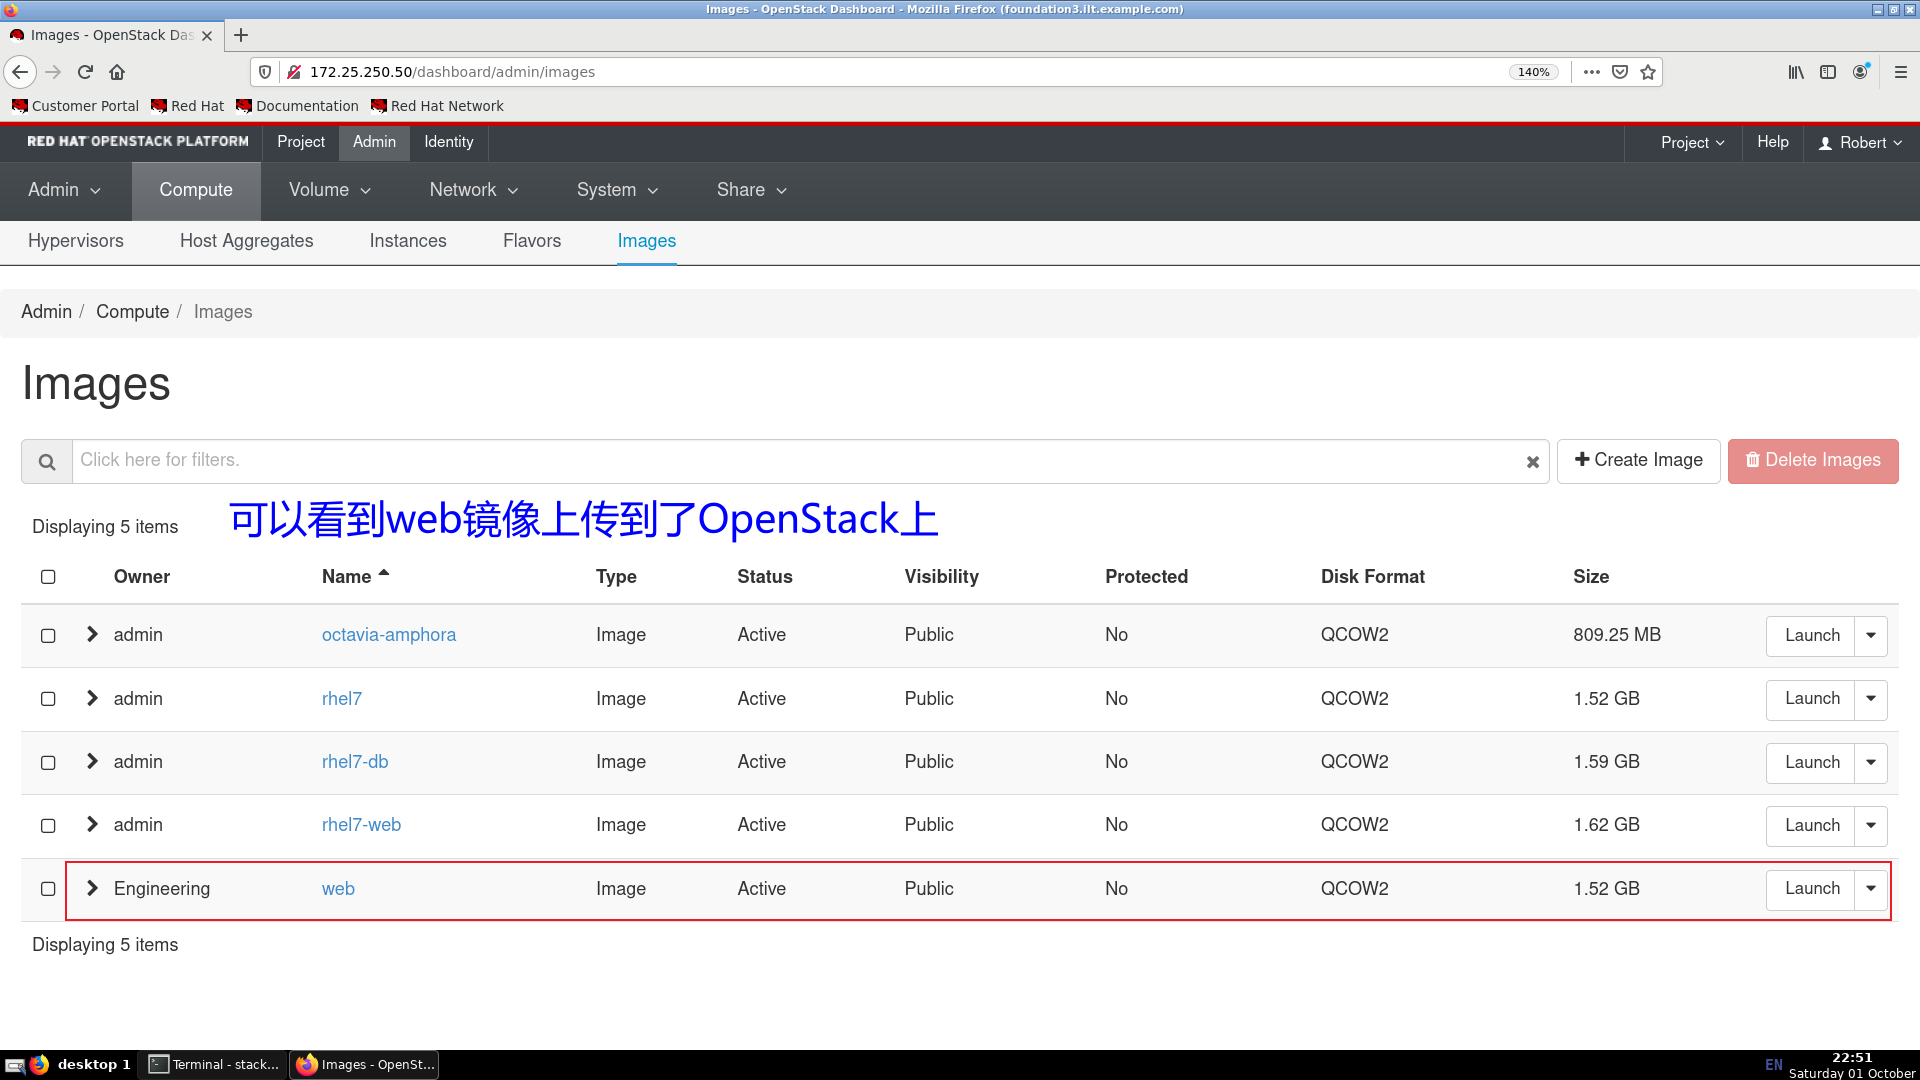 Images - OpenStack Dashboard - Mozilla Firefox (foundation3.ilt.example.com)
Images - OpenStack Das
172.25.250.50/dashboard/admin/images
140%
Customer Portal Red Hat Documentation Red Hat Network
RED HAT OPENSTACK PLATFORM Project Admin Identity Project Help Robert
Admin Compute Volume Network System Share
Hypervisors Host Aggregates Instances Flavors Images
Admin / Compute / Images
Images
Click here for filters. Create Image Delete Images
Displaying 5 items 可以看到web镜像上传到了OpenStack上
Owner Name Type Status Visibility Protected Disk Format Size
admin octavia-amphora Image Active Public No QCOW2 809.25 MB Launch
admin rhel7 Image Active Public No QCOW2 1.52 GB Launch
admin rhel7-db Image Active Public No QCOW2 1.59 GB Launch
admin rhel7-web Image Active Public No QCOW2 1.62 GB Launch
Engineering web Image Active Public No QCOW2 1.52 GB Launch
Displaying 5 items
desktop 1 Terminal - stack... Images - OpenSt... EN 22:51
Saturday 01 October